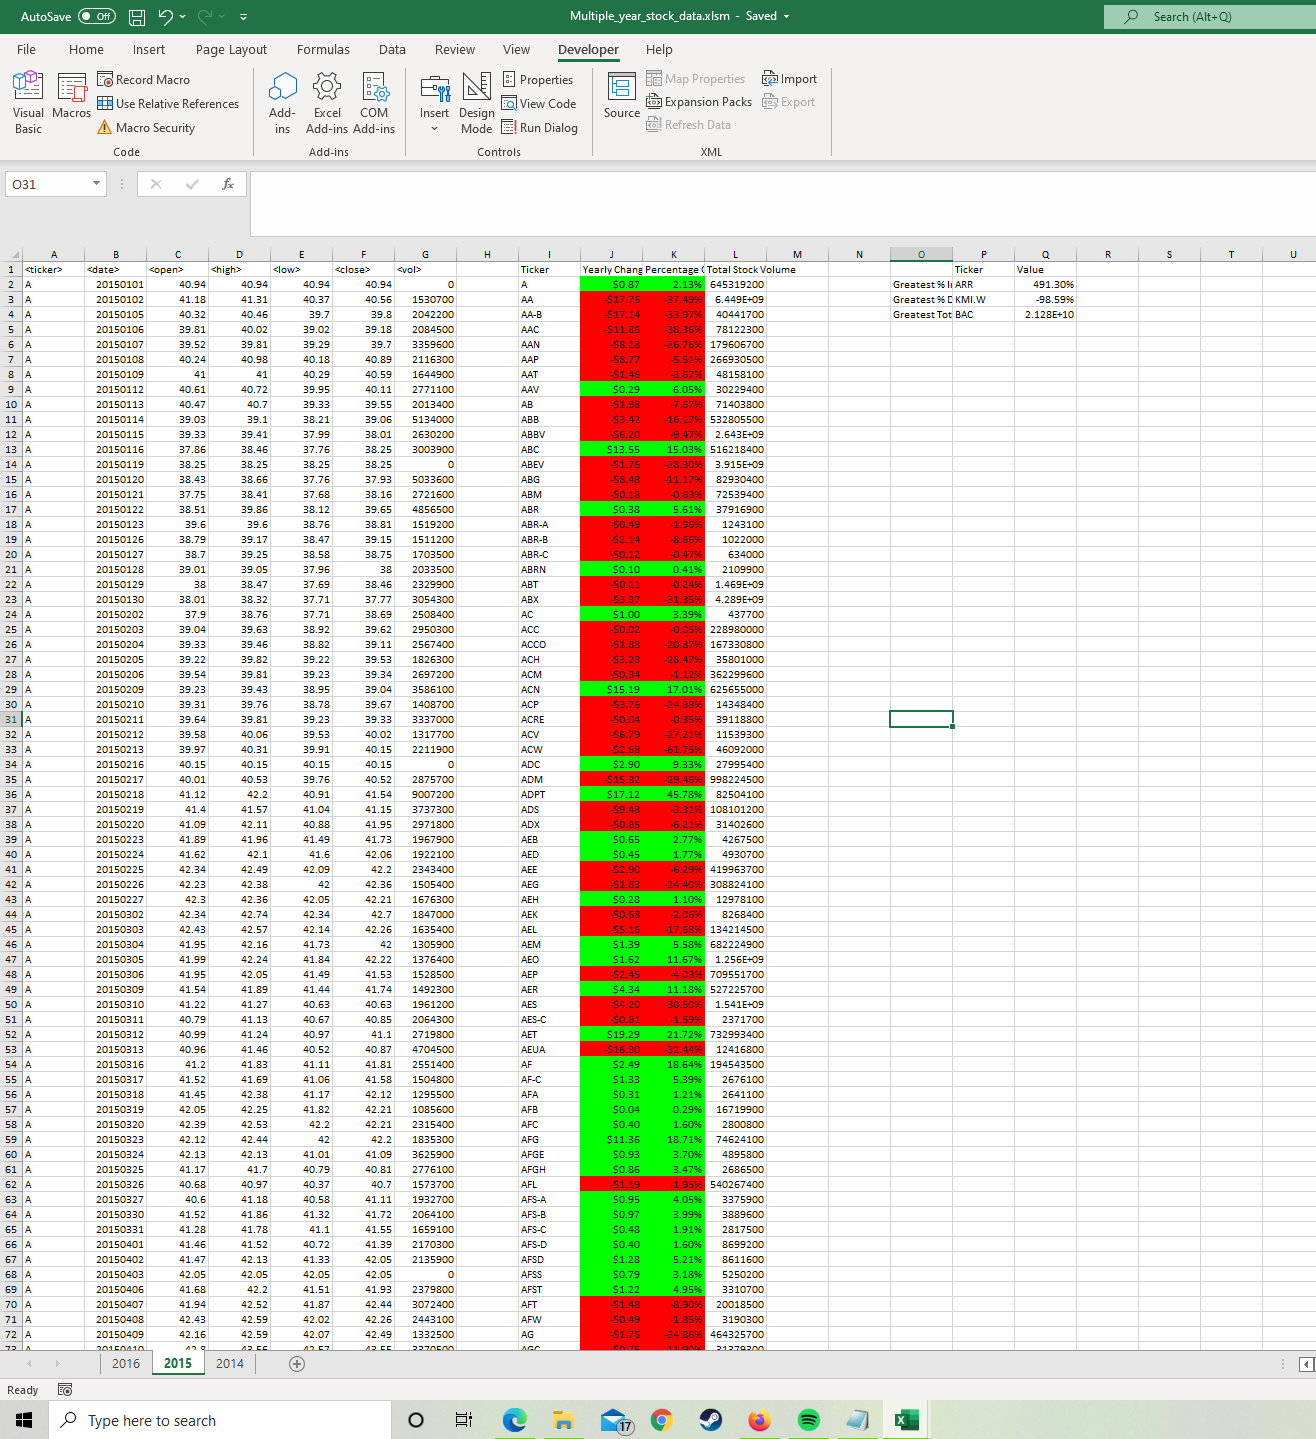 AutoSave Off Multiple_year_stock_data.xlsm - Saved Search (Alt+Q)
File Home Insert Page Layout Formulas Data Review View Developer Help
Visual Basic Macros Record Macro Use Relative References Macro Security Code
Add-ins Excel Add-ins COM Add-ins Add-ins
Insert Design Mode Properties View Code Run Dialog Controls
Source Map Properties Expansion Packs Refresh Data Import Export XML
O31 fx
A B C D E F G H I J K L M N O P Q R S T U
1 <ticker> <date> <open> <high> <low> <close> <vol> Ticker Yearly Chang Percentage ( Total Stock Volume Ticker Value
2 A 20150101 40.94 40.94 40.94 40.94 0 A $0.87 2.13% 645319200 Greatest % I ARR 491.30%
3 A 20150102 41.18 41.31 40.37 40.56 1530700 AA -$17.76 -37.49% 6.449E+09 Greatest % D KMI.W -98.59%
4 A 20150105 40.32 40.46 39.7 39.8 2042200 AA-B -$17.14 -33.97% 40441700 Greatest Tot BAC 2.128E+10
5 A 20150106 39.81 40.02 39.02 39.18 2084500 AAC -$11.86 -38.36% 78122300
6 A 20150107 39.52 39.81 39.29 39.7 3359600 AAN -$8.18 -26.76% 179606700
7 A 20150108 40.24 40.98 40.18 40.89 2116300 AAP -$8.77 -5.51% 266930500
8 A 20150109 41 41 40.29 40.59 1644900 AAT -$1.46 -3.67% 48158100
9 A 20150112 40.61 40.72 39.95 40.11 2771100 AAV $0.29 6.05% 30229400
10 A 20150113 40.47 40.7 39.33 39.55 2013400 AB -$1.98 -7.67% 71403800
11 A 20150114 39.03 39.1 38.21 39.06 5134000 ABB -$3.42 -16.17% 532805500
12 A 20150115 39.33 39.41 37.99 38.01 2630200 ABBV -$6.20 -9.47% 2.643E+09
13 A 20150116 37.86 38.46 37.76 38.25 3003900 ABC $13.55 15.03% 516218400
14 A 20150119 38.25 38.25 38.25 38.25 0 ABEV -$1.76 -28.30% 3.915E+09
15 A 20150120 38.43 38.66 37.76 37.93 5033600 ABG -$8.48 -11.17% 82930400
16 A 20150121 37.75 38.41 37.68 38.16 2721600 ABM -$0.18 -0.63% 72539400
17 A 20150122 38.51 39.86 38.12 39.65 4856500 ABR $0.38 5.61% 37916900
18 A 20150123 39.6 39.6 38.76 38.81 1519200 ABR-A -$0.49 -1.96% 1243100
19 A 20150126 38.79 39.17 38.47 39.15 1511200 ABR-B -$2.14 -8.66% 1022000
20 A 20150127 38.7 39.25 38.58 38.75 1703500 ABR-C -$0.12 -0.47% 634000
21 A 20150128 39.01 39.05 37.96 38 2033500 ABRN $0.10 0.41% 2109900
22 A 20150129 38 38.47 37.69 38.46 2329900 ABT -$0.11 -0.24% 1.469E+09
23 A 20150130 38.01 38.32 37.71 37.77 3054300 ABX -$3.37 -31.35% 4.289E+09
24 A 20150202 37.9 38.76 37.71 38.69 2508400 AC $1.00 3.39% 437700
25 A 20150203 39.04 39.63 38.92 39.62 2950300 ACC -$0.02 -0.05% 228980000
26 A 20150204 39.33 39.46 38.82 39.11 2567400 ACCO -$1.88 -20.87% 167330800
27 A 20150205 39.22 39.82 39.22 39.53 1826300 ACH -$3.28 -28.47% 35801000
28 A 20150206 39.54 39.81 39.23 39.34 2697200 ACM -$0.34 -1.12% 362299600
29 A 20150209 39.23 39.43 38.95 39.04 3586100 ACN $15.19 17.01% 625655000
30 A 20150210 39.31 39.76 38.78 39.67 1408700 ACP -$3.76 -24.88% 14348400
31 A 20150211 39.64 39.81 39.23 39.33 3337000 ACRE -$0.04 -0.35% 39118800
32 A 20150212 39.58 40.06 39.53 40.02 1317700 ACV -$6.79 -27.21% 11539300
33 A 20150213 39.97 40.31 39.91 40.15 2211900 ACW -$2.68 -61.75% 46092000
34 A 20150216 40.15 40.15 40.15 40.15 0 ADC $2.90 9.33% 27995400
35 A 20150217 40.01 40.53 39.76 40.52 2875700 ADM -$15.32 -29.46% 998224500
36 A 20150218 41.12 42.2 40.91 41.54 9007200 ADPT $17.12 45.78% 82504100
37 A 20150219 41.4 41.57 41.04 41.15 3737300 ADS -$9.48 -3.31% 108101200
38 A 20150220 41.09 42.11 40.88 41.95 2971800 ADX -$0.85 -6.21% 31402600
39 A 20150223 41.89 41.96 41.49 41.73 1967900 AEB $0.65 2.77% 4267500
40 A 20150224 41.62 42.1 41.6 42.06 1922100 AED $0.45 1.77% 4930700
41 A 20150225 42.34 42.49 42.09 42.2 2343400 AEE -$2.90 -6.29% 419963700
42 A 20150226 42.23 42.38 42 42.36 1505400 AEG -$1.83 -24.40% 308824100
43 A 20150227 42.3 42.36 42.05 42.21 1676300 AEH $0.28 1.10% 12978100
44 A 20150302 42.34 42.74 42.34 42.7 1847000 AEK -$0.58 -2.06% 8268400
45 A 20150303 42.43 42.57 42.14 42.26 1635400 AEL -$5.16 -17.68% 134214500
46 A 20150304 41.95 42.16 41.73 42 1305900 AEM $1.39 5.58% 682224900
47 A 20150305 41.99 42.24 41.84 42.22 1376400 AEO $1.62 11.67% 1.256E+09
48 A 20150306 41.95 42.05 41.49 41.53 1528500 AEP -$2.45 -4.03% 709551700
49 A 20150309 41.54 41.89 41.44 41.74 1492300 AER $4.34 11.18% 527225700
50 A 20150310 41.22 41.27 40.63 40.63 1961200 AES -$4.20 -30.50% 1.541E+09
51 A 20150311 40.79 41.13 40.67 40.85 2064300 AES-C -$0.81 -1.59% 2371700
52 A 20150312 40.99 41.24 40.97 41.1 2719800 AET $19.29 21.72% 732993400
53 A 20150313 40.96 41.46 40.52 40.87 4704500 AEUA -$16.30 -32.44% 12416800
54 A 20150316 41.2 41.83 41.11 41.81 2551400 AF $2.49 18.64% 194543500
55 A 20150317 41.52 41.69 41.06 41.58 1504800 AF-C $1.33 5.39% 2676100
56 A 20150318 41.45 42.38 41.17 42.12 1295500 AFA $0.31 1.21% 2641100
57 A 20150319 42.05 42.25 41.82 42.21 1085600 AFB $0.04 0.29% 16719900
58 A 20150320 42.39 42.53 42.2 42.21 2315400 AFC $0.40 1.60% 2800800
59 A 20150323 42.12 42.44 42 42.2 1835300 AFG $11.36 18.71% 74624100
60 A 20150324 42.13 42.13 41.01 41.09 3625900 AFGE $0.93 3.70% 4895800
61 A 20150325 41.17 41.7 40.79 40.81 2776100 AFGH $0.86 3.47% 2686500
62 A 20150326 40.68 40.97 40.37 40.7 1573700 AFL -$1.19 -1.95% 540267400
63 A 20150327 40.6 41.18 40.58 41.11 1932700 AFS-A $0.95 4.05% 3375900
64 A 20150330 41.52 41.86 41.32 41.72 2064100 AFS-B $0.97 3.99% 3889600
65 A 20150331 41.28 41.78 41.1 41.55 1659100 AFS-C $0.48 1.91% 2817500
66 A 20150401 41.46 41.52 40.72 41.39 2170300 AFS-D $0.40 1.60% 8699200
67 A 20150402 41.47 42.13 41.33 42.05 2135900 AFSD $1.28 5.21% 8611600
68 A 20150403 42.05 42.05 42.05 42.05 0 AFSS $0.79 3.18% 5250200
69 A 20150406 41.68 42.2 41.51 41.93 2379800 AFST $1.22 4.95% 3310700
70 A 20150407 41.94 42.52 41.87 42.44 3072400 AFT -$1.48 -8.90% 20018500
71 A 20150408 42.43 42.59 42.02 42.26 2443100 AFW -$0.49 -1.85% 3190300
72 A 20150409 42.16 42.59 42.07 42.49 1332500 AG -$1.75 -34.86% 464325700
2016 2015 2014
Ready
Type here to search 17